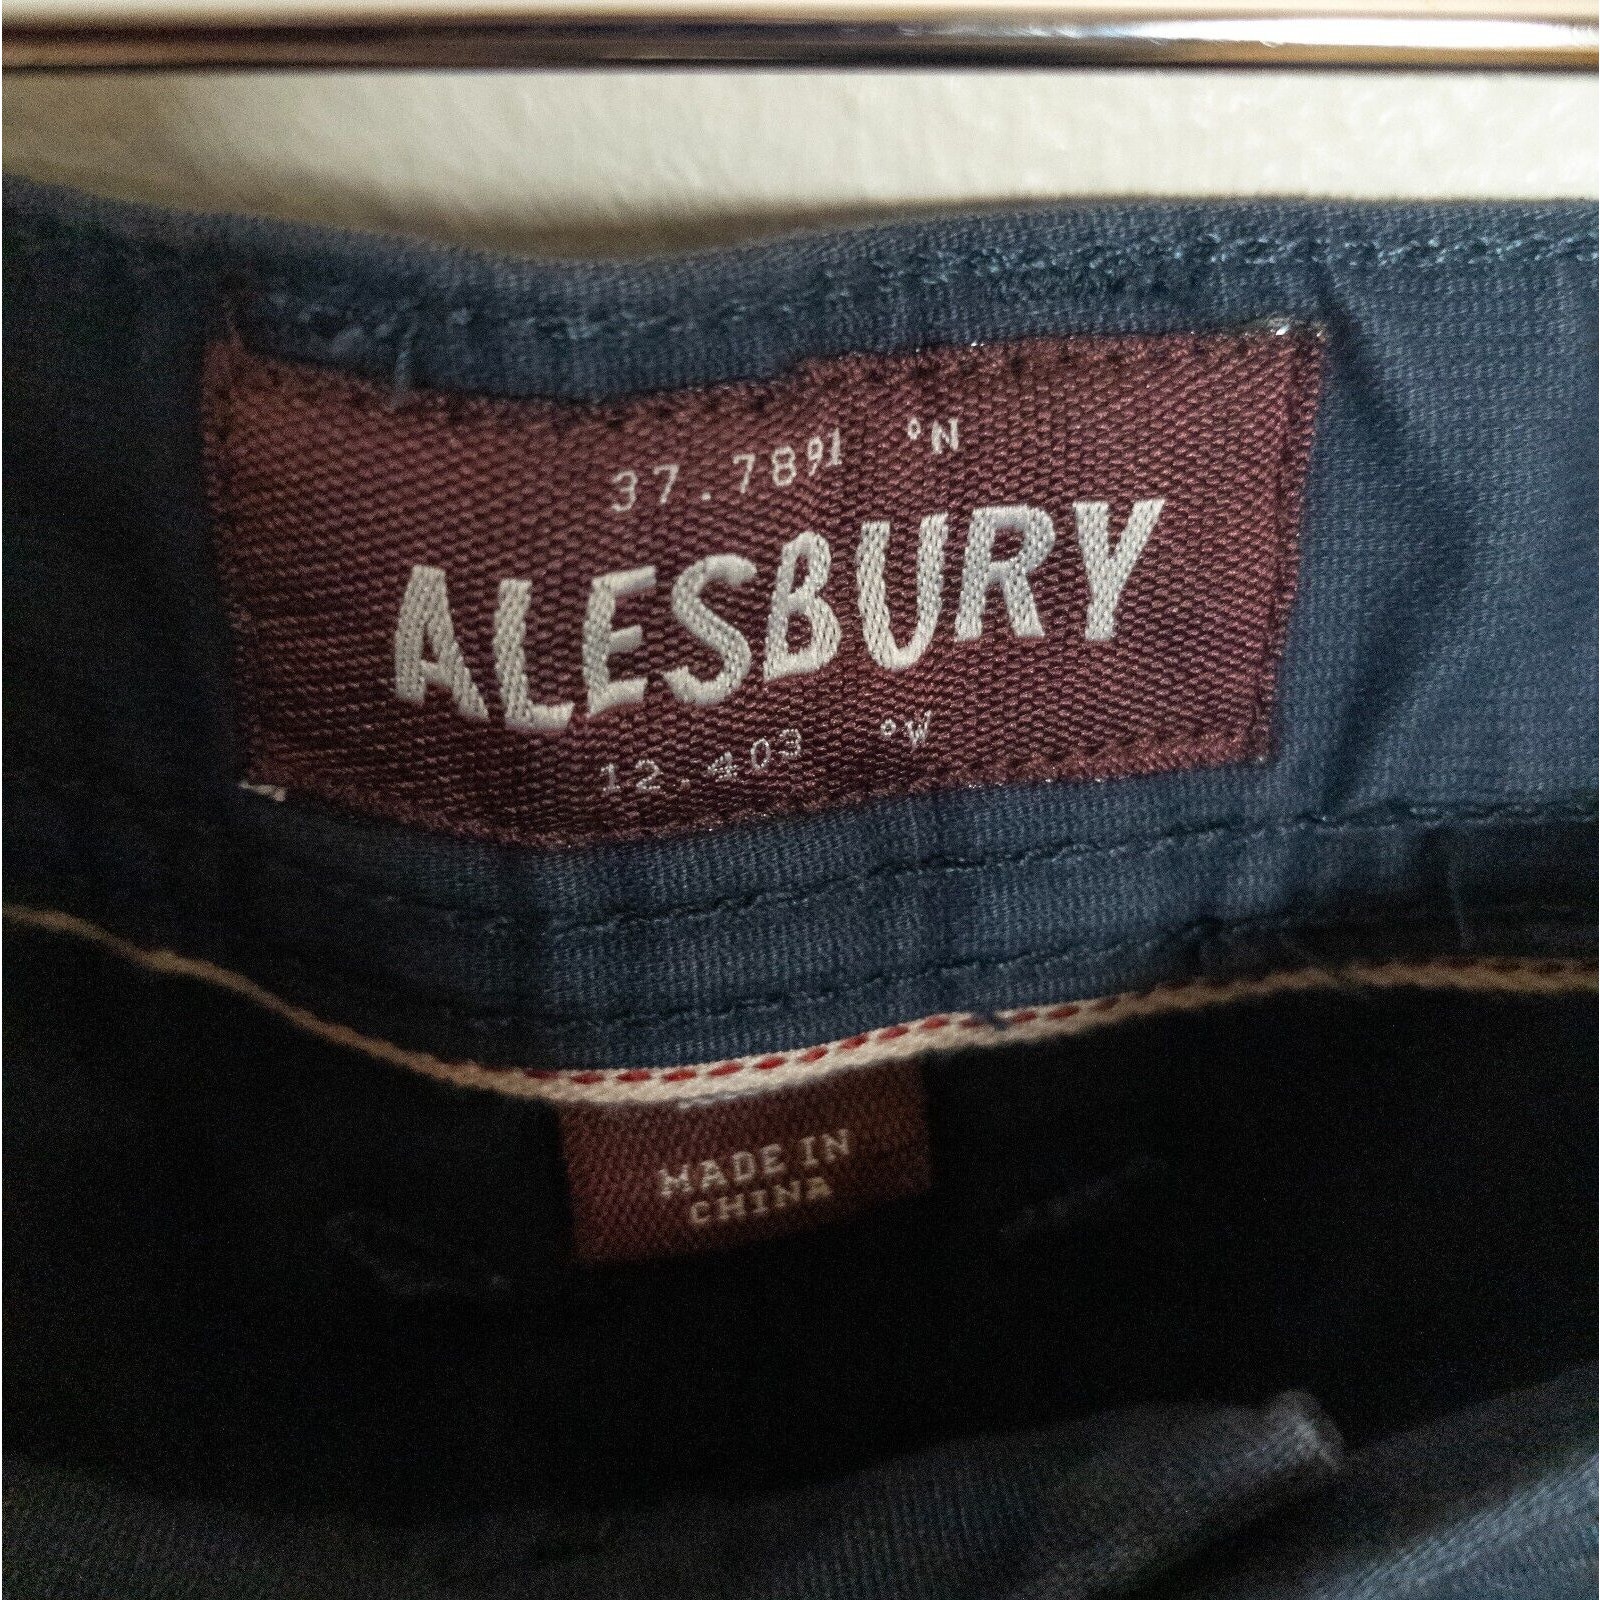 37.7891 °N
ALESBURY
12.403 °W
MADE IN
CHINA